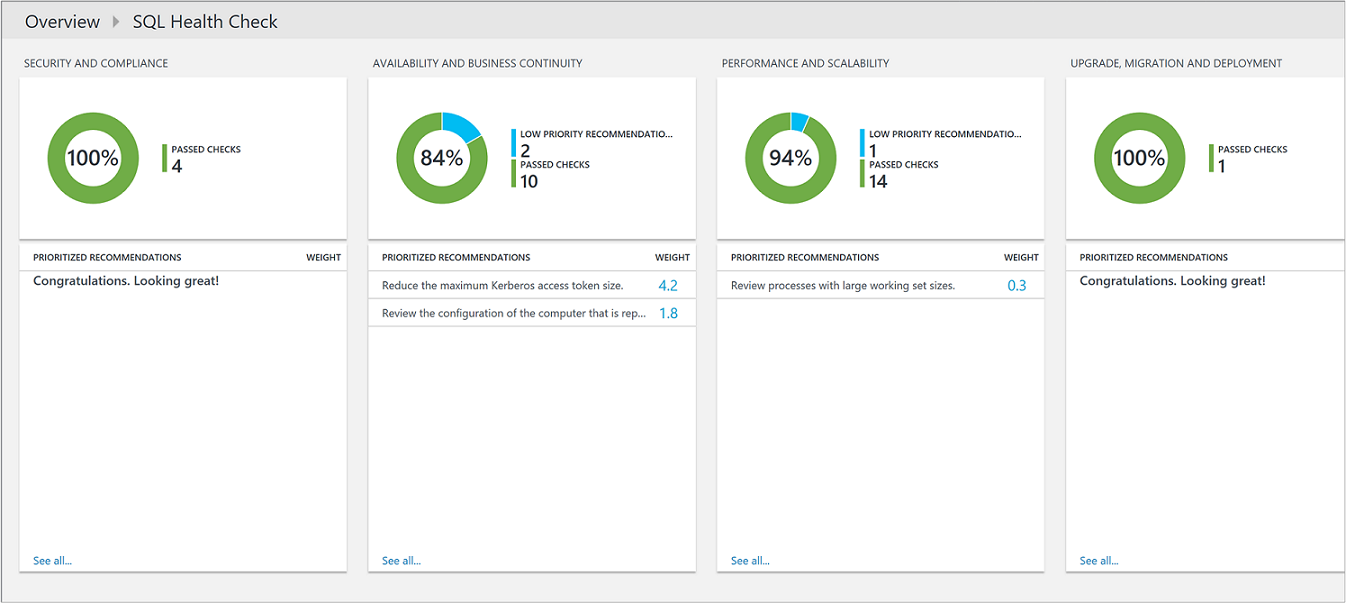 Overview SQL Health Check
SECURITY AND COMPLIANCE
100%
PASSED CHECKS
4
PRIORITIZED RECOMMENDATIONS WEIGHT
Congratulations. Looking great!
See all...
AVAILABILITY AND BUSINESS CONTINUITY
84%
LOW PRIORITY RECOMMENDATIO...
2
PASSED CHECKS
10
PRIORITIZED RECOMMENDATIONS WEIGHT
Reduce the maximum Kerberos access token size. 4.2
Review the configuration of the computer that is rep... 1.8
See all...
PERFORMANCE AND SCALABILITY
94%
LOW PRIORITY RECOMMENDATIO...
1
PASSED CHECKS
14
PRIORITIZED RECOMMENDATIONS WEIGHT
Review processes with large working set sizes. 0.3
See all...
UPGRADE, MIGRATION AND DEPLOYMENT
100%
PASSED CHECKS
1
PRIORITIZED RECOMMENDATIONS
Congratulations. Looking great!
See all...